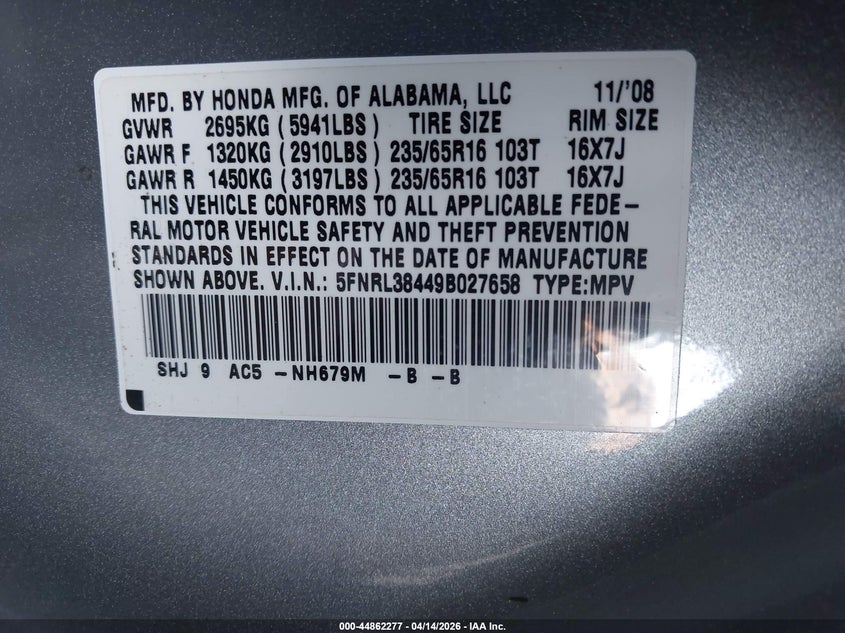 MFD. BY HONDA MFG. OF ALABAMA, LLC 11/'08
GVWR 2695KG (5941LBS) TIRE SIZE RIM SIZE
GAWR F 1320KG (2910LBS) 235/65R16 103T 16X7J
GAWR R 1450KG (3197LBS) 235/65R16 103T 16X7J
THIS VEHICLE CONFORMS TO ALL APPLICABLE FEDE-
RAL MOTOR VEHICLE SAFETY AND THEFT PREVENTION
STANDARDS IN EFFECT ON THE DATE OF MANUFACTURE
SHOWN ABOVE. V.I.N.: 5FNRL38449B027658 TYPE:MPV
SHJ 9 AC5 -NH679M -B -B
000-44862277 - 04/14/2026 - IAA Inc.